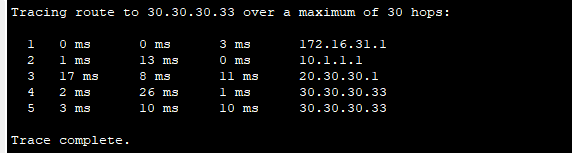 Tracing route to 30.30.30.33 over a maximum of 30 hops:
1 0 ms 0 ms 3 ms 172.16.31.1
2 1 ms 13 ms 0 ms 10.1.1.1
3 17 ms 8 ms 11 ms 20.30.30.1
4 2 ms 26 ms 1 ms 30.30.30.33
5 3 ms 10 ms 10 ms 30.30.30.33
Trace complete.